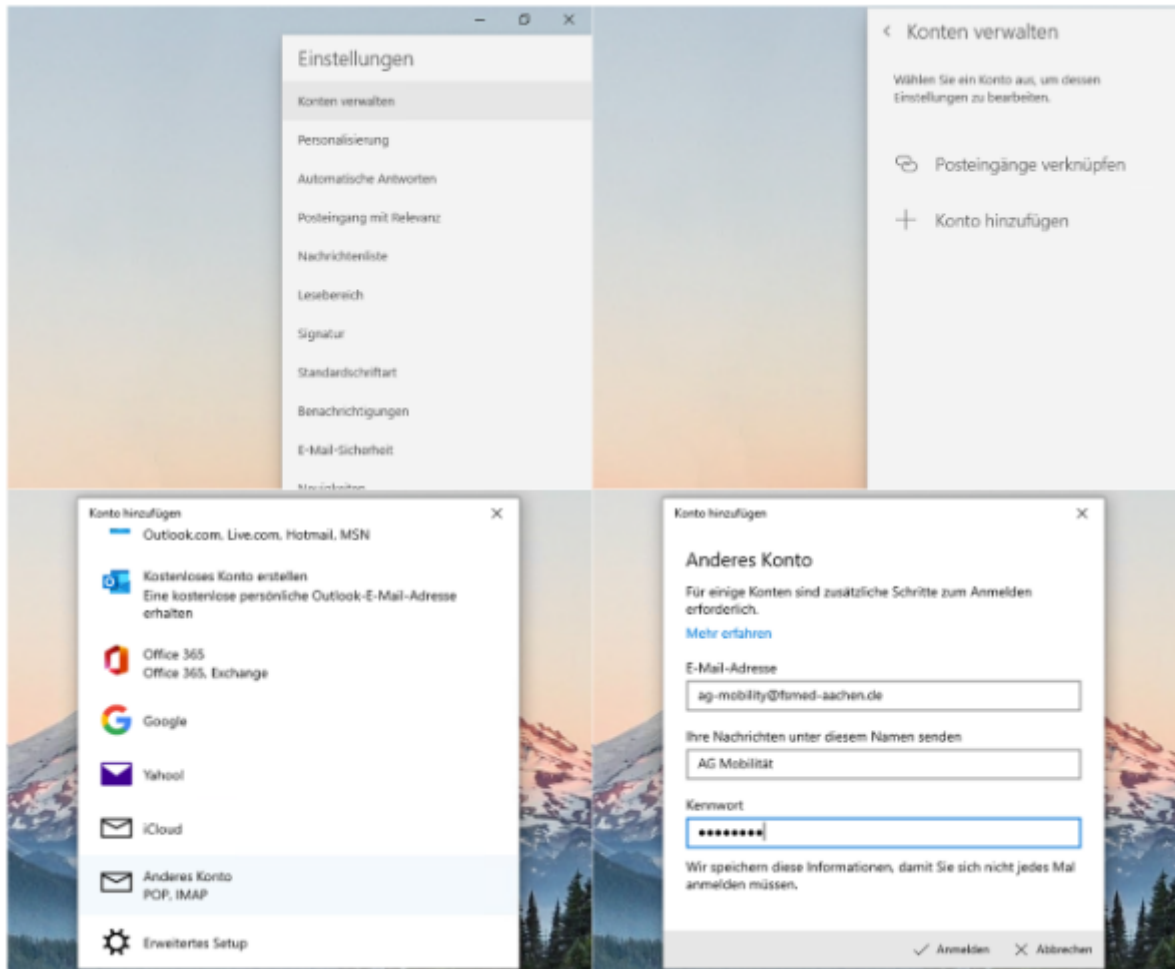 Einstellungen
Konten verwalten
Personalisierung
Automatische Antworten
Posteingang mit Relevanz
Nachrichtenliste
Lesebereich
Signatur
Standardschriftart
Benachrichtigungen
E-Mail-Sicherheit
Neuigkeiten
Konten verwalten
Wählen Sie ein Konto aus, um dessen
Einstellungen zu bearbeiten.
Posteingänge verknüpfen
Konto hinzufügen
Konto hinzufügen
Outlook.com, Live.com, Hotmail, MSN
Kostenloses Konto erstellen
Eine kostenlose persönliche Outlook-E-Mail-Adresse
erhalten
Office 365
Office 365, Exchange
Google
Yahoo!
iCloud
Anderes Konto
POP, IMAP
Erweitertes Setup
Konto hinzufügen
Anderes Konto
Für einige Konten sind zusätzliche Schritte zum Anmelden
erforderlich.
Mehr erfahren
E-Mail-Adresse
ag-mobility@fsmed-aachen.de
Ihre Nachrichten unter diesem Namen senden
AG Mobilität
Kennwort
••••••••
Wir speichern diese Informationen, damit Sie sich nicht jedes Mal
anmelden müssen.
Anmelden Abbrechen